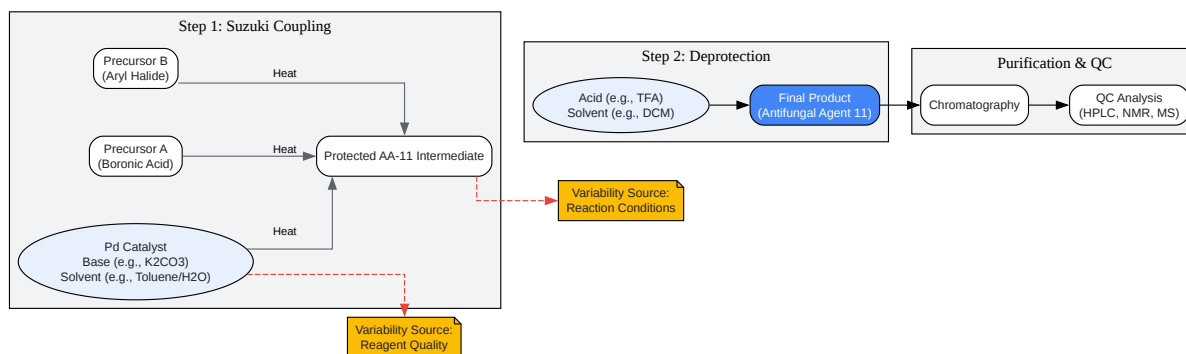 Step 1: Suzuki Coupling
Precursor B
(Aryl Halide)
Heat
Precursor A
(Boronic Acid)
Heat
Protected AA-11 Intermediate
Pd Catalyst
Base (e.g., K2CO3)
Solvent (e.g., Toluene/H2O)
Heat
Variability Source:
Reagent Quality
Variability Source:
Reaction Conditions
Step 2: Deprotection
Acid (e.g., TFA)
Solvent (e.g., DCM)
Final Product
(Antifungal Agent 11)
Purification & QC
Chromatography
QC Analysis
(HPLC, NMR, MS)